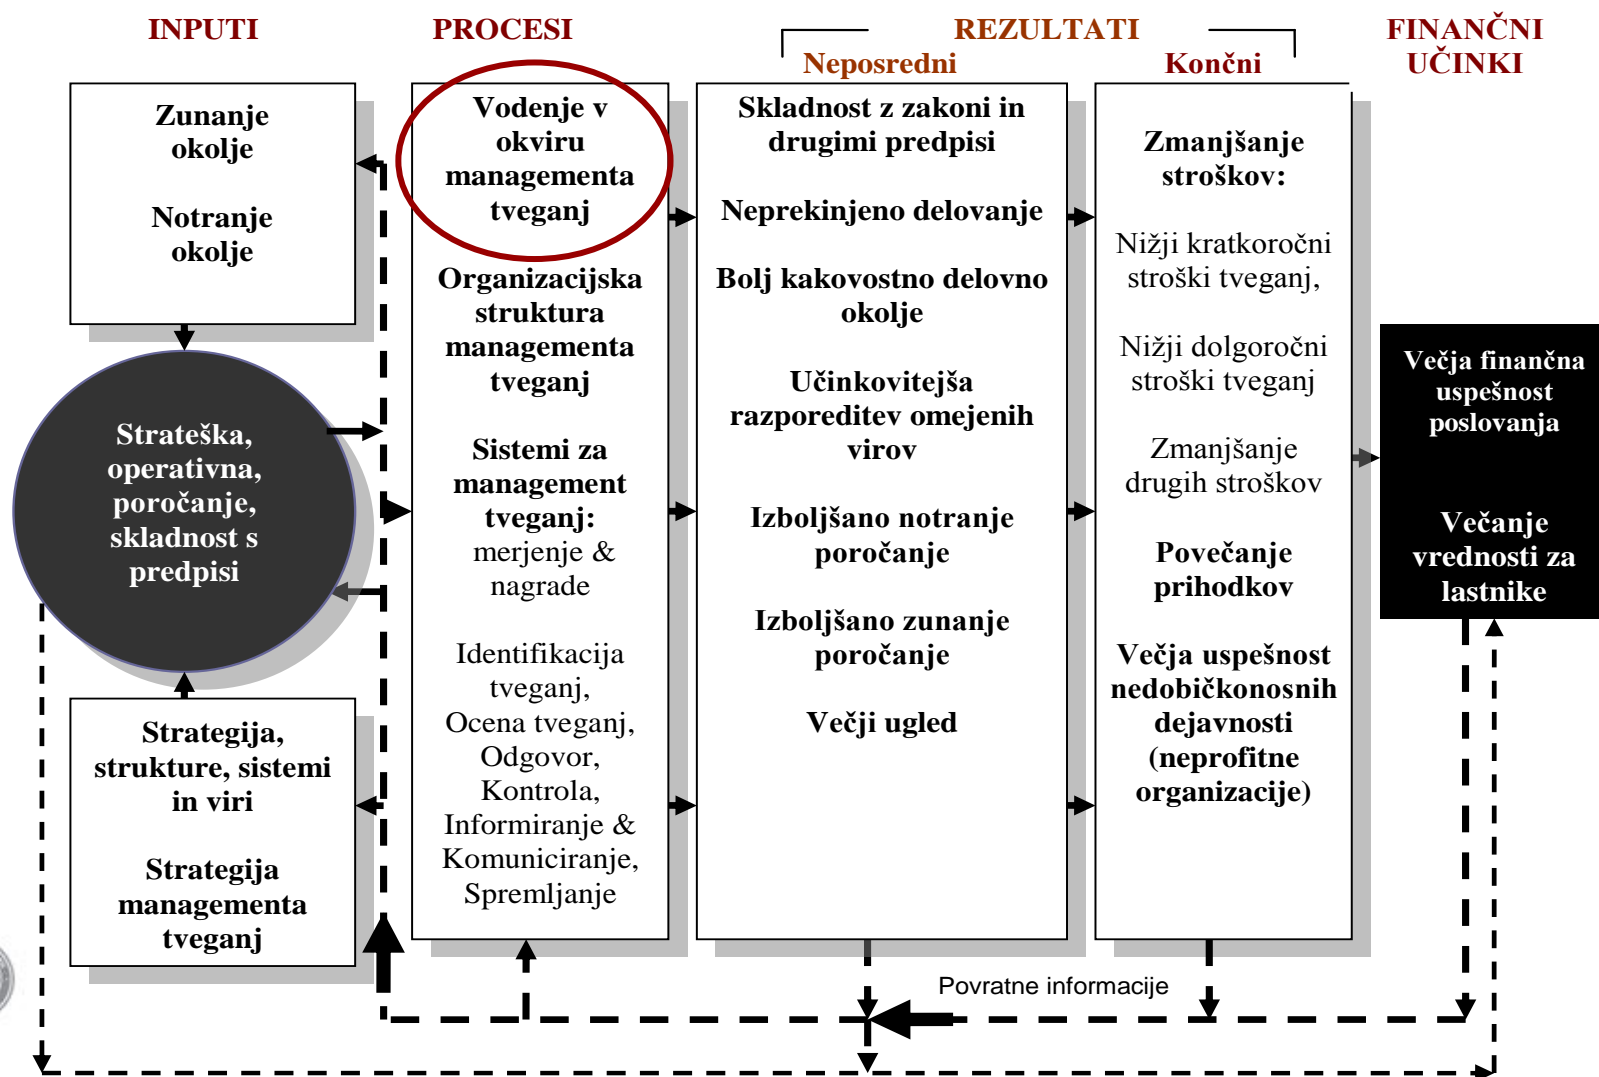 INPUTI
PROCESI
REZULTATI
FINANČNI
UČINKI
Neposredni
Končni
Zunanje
okolje
Notranje
okolje
Strateška,
operativna,
poročanje,
skladnost s
predpisi
Strategija,
strukture, sistemi
in viri
Strategija
managementa
tveganj
Vodenje v
okviru
managementa
tveganj
Organizacijska
struktura
managementa
tveganj
Sistemi za
management
tveganj:
merjenje &
nagrade
Identifikacija
tveganj,
Ocena tveganj,
Odgovor,
Kontrola,
Informiranje &
Komuniciranje,
Spremljanje
Skladnost z zakoni in
drugimi predpisi
Neprekinjeno delovanje
Bolj kakovostno delovno
okolje
Učinkovitejša
razporeditev omejenih
virov
Izboljšano notranje
poročanje
Izboljšano zunanje
poročanje
Večji ugled
Zmanjšanje
stroškov:
Nižji kratkoročni
stroški tveganj,
Nižji dolgoročni
stroški tveganj
Zmanjšanje
drugih stroškov
Povečanje
prihodkov
Večja uspešnost
nedobičkonosnih
dejavnosti
(neprofitne
organizacije)
Večja finančna
uspešnost
poslovanja
Večanje
vrednosti za
lastnike
Povratne informacije